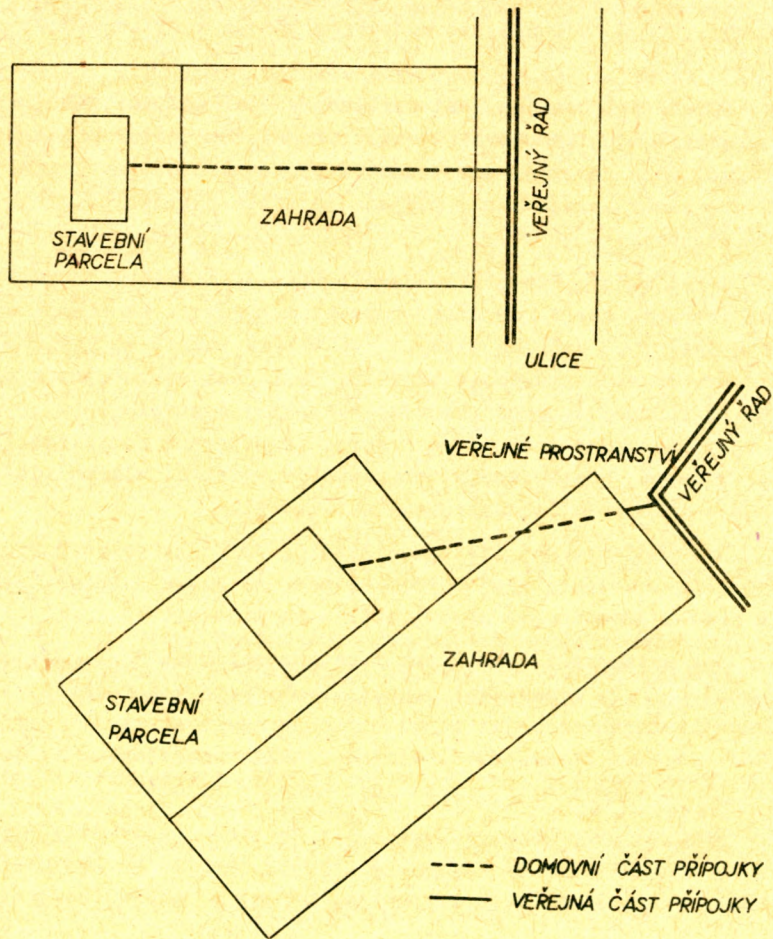 STAVEBNÍ
PARCELA
ZAHRADA
VEŘEJNÝ ŘAD
ULICE
VEŘEJNÉ PROSTRANSTVÍ
VEŘEJNÝ ŘAD
ZAHRADA
STAVEBNÍ
PARCELA
DOMOVNÍ ČÁST PŘÍPOJKY
VEŘEJNÁ ČÁST PŘÍPOJKY